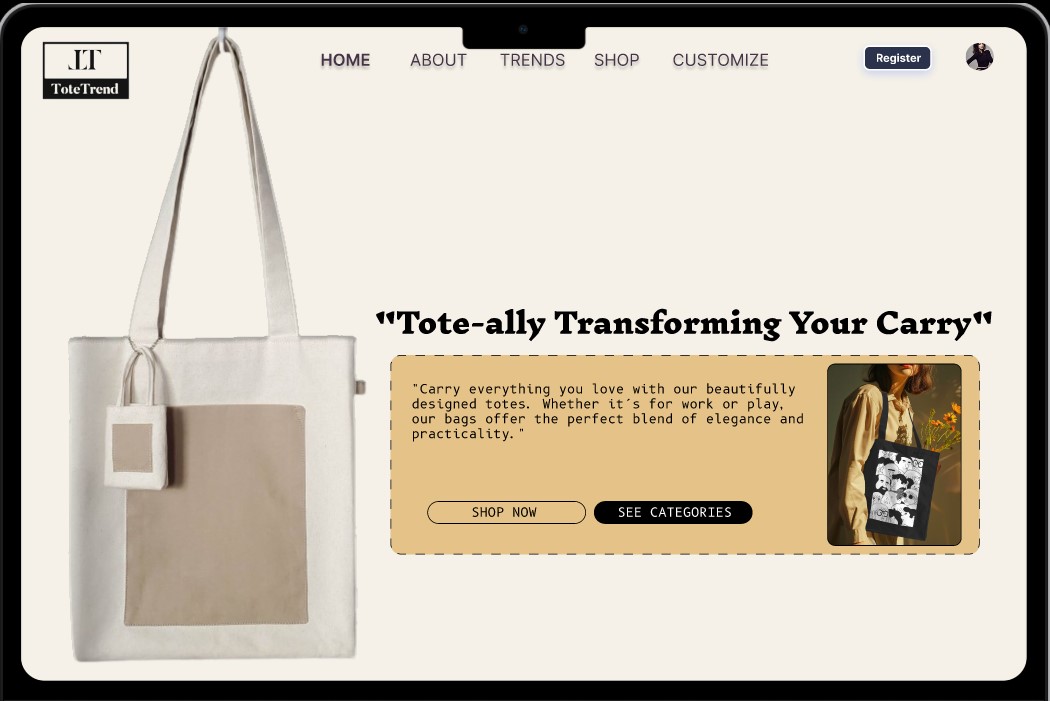 LT
ToteTrend
HOME ABOUT TRENDS SHOP CUSTOMIZE
Register
"Tote-ally Transforming Your Carry"
"Carry everything you love with our beautifully
designed totes. Whether it´s for work or play,
our bags offer the perfect blend of elegance and
practicality."
SHOP NOW
SEE CATEGORIES